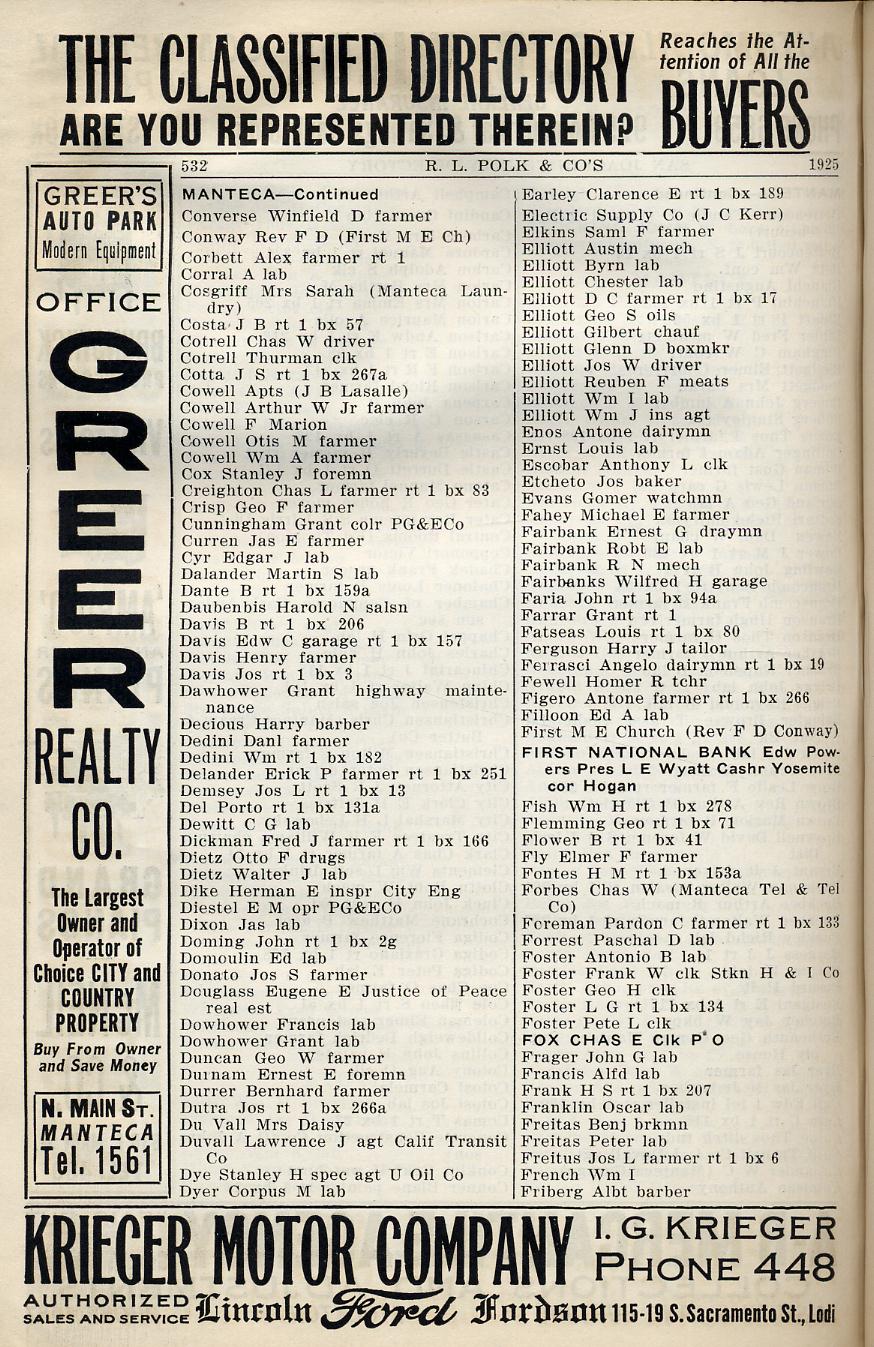 THE CLASSIFIED DIRECTORY
ARE YOU REPRESENTED THEREIN?
Reaches the At-
tention of All the
BUYERS
532 R. L. POLK & CO'S 1925
GREER'S
AUTO PARK
Modern Equipment
OFFICE
GREER
REALTY
CO.
The Largest
Owner and
Operator of
Choice CITY and
COUNTRY
PROPERTY
Buy From Owner
and Save Money
N. MAIN ST.
MANTECA
Tel. 1561
MANTECA—Continued
Converse Winfield D farmer
Conway Rev F D (First M E Ch)
Corbett Alex farmer rt 1
Corral A lab
Cosgriff Mrs Sarah (Manteca Laun-
dry)
Costa J B rt 1 bx 57
Cotrell Chas W driver
Cotrell Thurman clk
Cotta J S rt 1 bx 267a
Cowell Apts (J B Lasalle)
Cowell Arthur W Jr farmer
Cowell F Marion
Cowell Otis M farmer
Cowell Wm A farmer
Cox Stanley J foremn
Creighton Chas L farmer rt 1 bx 83
Crisp Geo F farmer
Cunningham Grant colr PG&ECo
Curren Jas E farmer
Cyr Edgar J lab
Dalander Martin S lab
Dante B rt 1 bx 159a
Daubenbis Harold N salsn
Davis B rt 1 bx 206
Davis Edw C garage rt 1 bx 157
Davis Henry farmer
Davis Jos rt 1 bx 3
Dawhower Grant highway mainte-
nance
Decious Harry barber
Dedini Danl farmer
Dedini Wm rt 1 bx 182
Delander Erick P farmer rt 1 bx 251
Demsey Jos L rt 1 bx 13
Del Porto rt 1 bx 131a
Dewitt C G lab
Dickman Fred J farmer rt 1 bx 166
Dietz Otto F drugs
Dietz Walter J lab
Dike Herman E inspr City Eng
Diestel E M opr PG&ECo
Dixon Jas lab
Doming John rt 1 bx 2g
Domoulin Ed lab
Donato Jos S farmer
Douglass Eugene E Justice of Peace
real est
Dowhower Francis lab
Dowhower Grant lab
Duncan Geo W farmer
Durnam Ernest E foremn
Durrer Bernhard farmer
Dutra Jos rt 1 bx 266a
Du Vall Mrs Daisy
Duvall Lawrence J agt Calif Transit
Co
Dye Stanley H spec agt U Oil Co
Dyer Corpus M lab
Earley Clarence E rt 1 bx 189
Electric Supply Co (J C Kerr)
Elkins Saml F farmer
Elliott Austin mech
Elliott Byrn lab
Elliott Chester lab
Elliott D C farmer rt 1 bx 17
Elliott Geo S oils
Elliott Gilbert chauf
Elliott Glenn D boxmkr
Elliott Jos W driver
Elliott Reuben F meats
Elliott Wm I lab
Elliott Wm J ins agt
Enos Antone dairymn
Ernst Louis lab
Escobar Anthony L clk
Etcheto Jos baker
Evans Gomer watchmn
Fahey Michael E farmer
Fairbank Ernest G draymn
Fairbank Robt E lab
Fairbank R N mech
Fairbanks Wilfred H garage
Faria John rt 1 bx 94a
Farrar Grant rt 1
Fatseas Louis rt 1 bx 80
Ferguson Harry J tailor
Ferrasci Angelo dairymn rt 1 bx 19
Fewell Homer R tchr
Figero Antone farmer rt 1 bx 266
Filloon Ed A lab
First M E Church (Rev F D Conway)
FIRST NATIONAL BANK Edw Pow-
ers Pres L E Wyatt Cashr Yosemite
cor Hogan
Fish Wm H rt 1 bx 278
Flemming Geo rt 1 bx 71
Flower B rt 1 bx 41
Fly Elmer F farmer
Fontes H M rt 1 bx 153a
Forbes Chas W (Manteca Tel & Tel
Co)
Foreman Pardon C farmer rt 1 bx 133
Forrest Paschal D lab
Foster Antonio B lab
Foster Frank W clk Stkn H & I Co
Foster Geo H clk
Foster L G rt 1 bx 134
Foster Pete L clk
FOX CHAS E Clk P O
Frager John G lab
Francis Alfd lab
Frank H S rt 1 bx 207
Franklin Oscar lab
Freitas Benj brkmn
Freitas Peter lab
Freitus Jos L farmer rt 1 bx 6
French Wm I
Friberg Albt barber
KRIEGER MOTOR COMPANY
I. G. KRIEGER
PHONE 448
AUTHORIZED
SALES AND SERVICE
Lincoln Ford Fordson 115-19 S. Sacramento St., Lodi